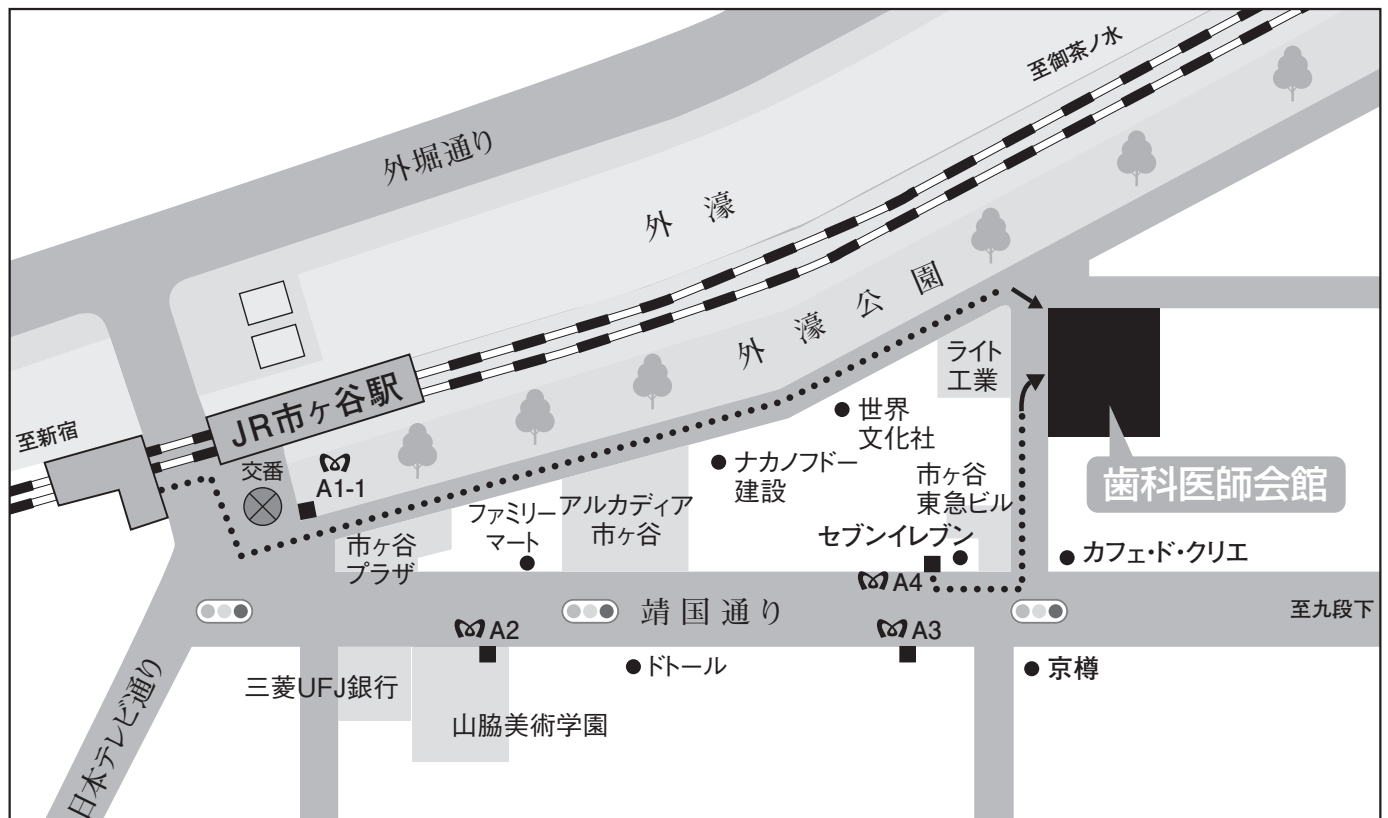 至御茶ノ水
外堀通り
外濠
外濠公園
JR市ヶ谷駅
至新宿
交番
A1-1
ライト
工業
世界
文化社
ナカノフドー
建設
市ヶ谷
東急ビル
歯科医師会館
ファミリー
マート
アルカディア
市ヶ谷
セブンイレブン
カフェ・ド・クリエ
市ヶ谷
プラザ
A4
靖国通り
至九段下
A2
A3
三菱UFJ銀行
ドトール
京樽
山脇美術学園
日本テレビ通り